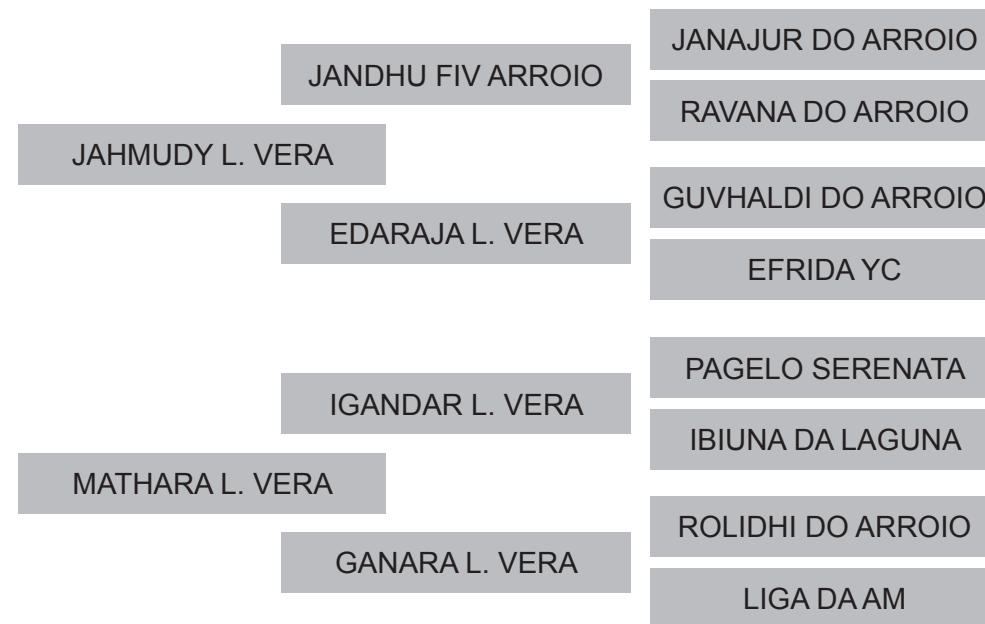 JANAJUR DO ARROIO
JANDHU FIV ARROIO
RAVANA DO ARROIO
JAHMUDY L. VERA
GUVHALDI DO ARROIO
EDARAJA L. VERA
EFRIDA YC
PAGELO SERENATA
IGANDAR L. VERA
IBIUNA DA LAGUNA
MATHARA L. VERA
ROLIDHI DO ARROIO
GANARA L. VERA
LIGA DA AM